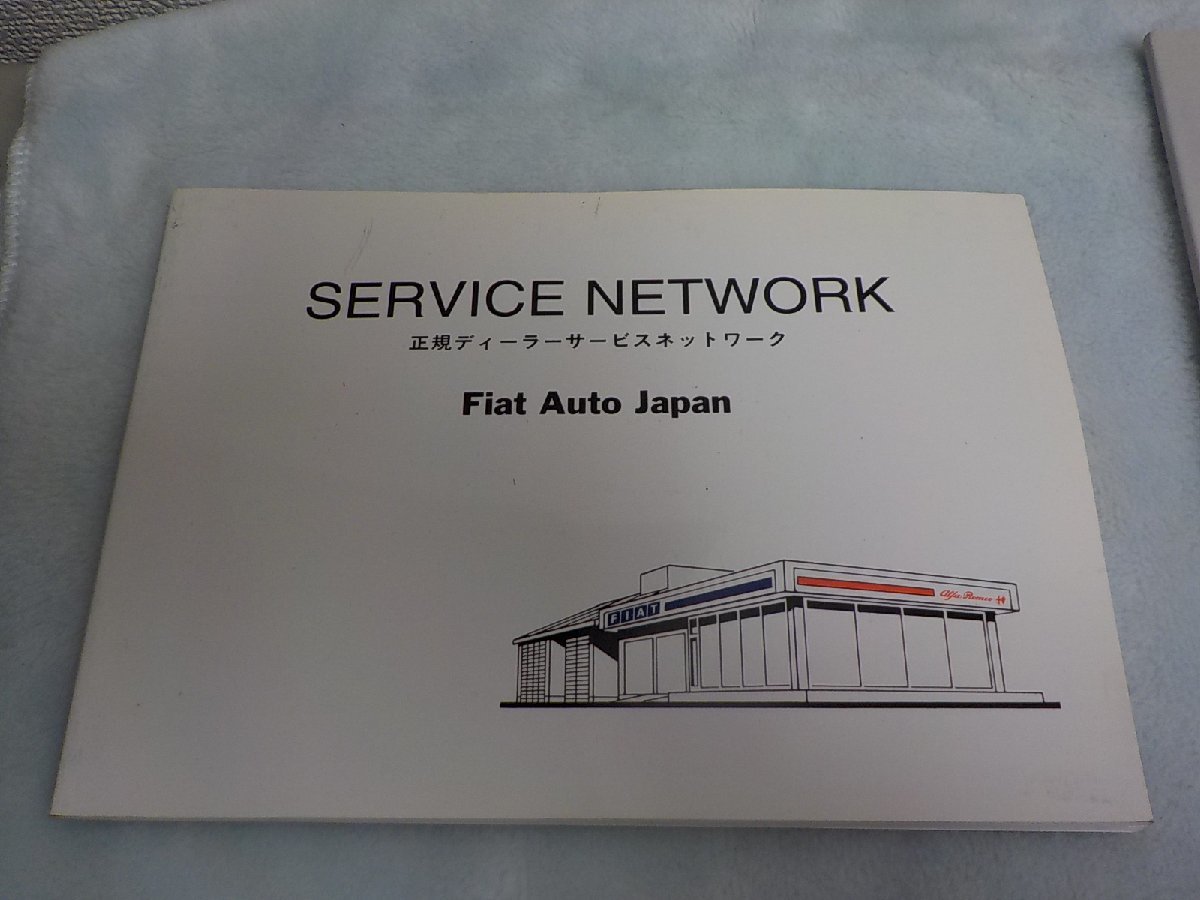 SERVICE NETWORK
正規ディーラーサービスネットワーク
Fiat Auto Japan
FIAT
Alfa Romeo